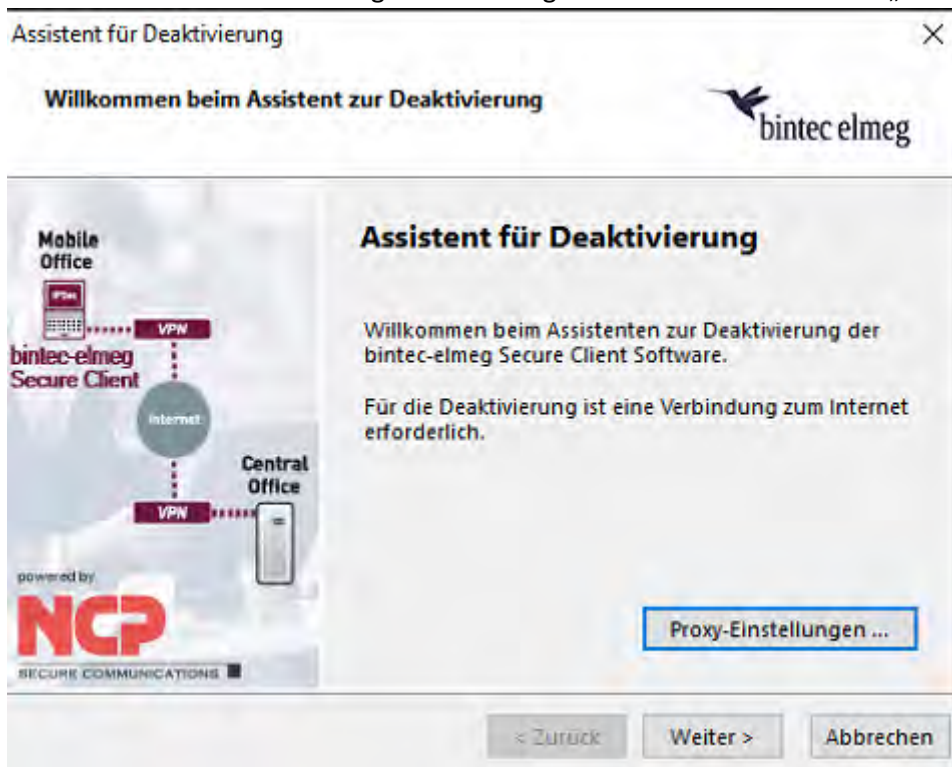 Assistent für Deaktivierung
Willkommen beim Assistent zur Deaktivierung
bintec elmeg
Mobile
Office
VPN
bintec-elmeg
Secure Client
Internet
Central
Office
VPN
powered by
NCP
SECURE COMMUNICATIONS
Assistent für Deaktivierung
Willkommen beim Assistenten zur Deaktivierung der
bintec-elmeg Secure Client Software.
Für die Deaktivierung ist eine Verbindung zum Internet
erforderlich.
Proxy-Einstellungen ...
< Zurück
Weiter >
Abbrechen